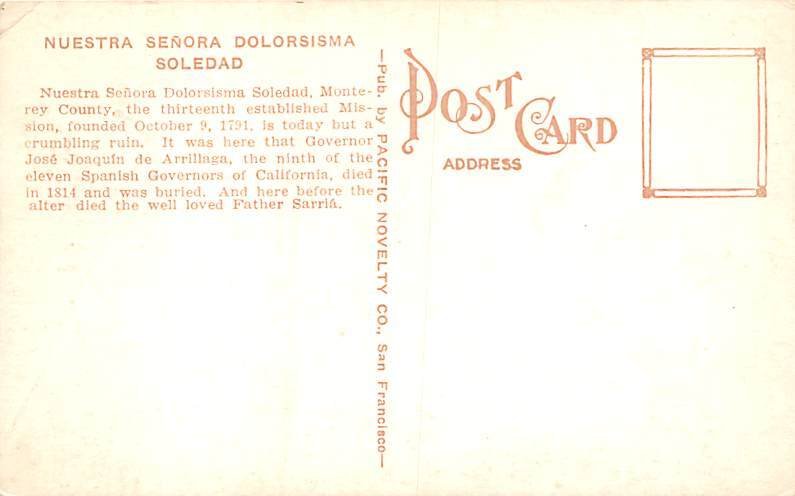 NUESTRA SEÑORA DOLORSISMA
SOLEDAD
Nuestra Señora Dolorsisma Soledad, Monte-
rey County, the thirteenth established Mis-
sion, founded October 9, 1791, is today but a
crumbling ruin. It was here that Governor
José Joaquín de Arrillaga, the ninth of the
eleven Spanish Governors of California, died
in 1814 and was buried. And here before the
alter died the well loved Father Sarriá.
—Pub. by PACIFIC NOVELTY CO., San Francisco—
POST CARD
ADDRESS